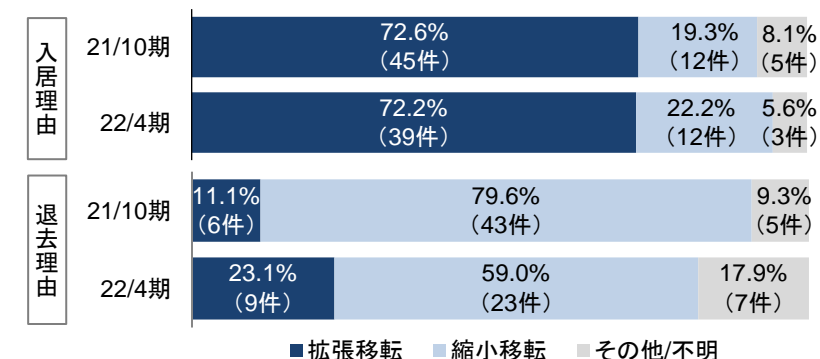 入居理由
21/10期
72.6%
19.3%
8.1%
（45件）
（12件）
（5件）
22/4期
72.2%
22.2%
5.6%
（39件）
（12件）
（3件）
退去理由
21/10期
11.1%
79.6%
9.3%
（6件）
（43件）
（5件）
22/4期
23.1%
59.0%
17.9%
（9件）
（23件）
（7件）
■拡張移転 ■縮小移転 ■その他/不明